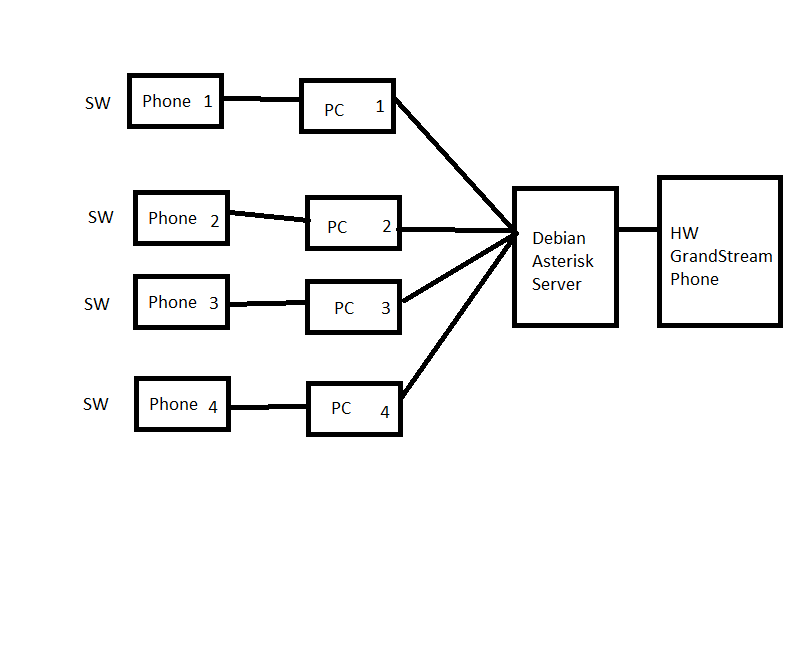 SW Phone 1 PC 1
SW Phone 2 PC 2
SW Phone 3 PC 3
SW Phone 4 PC 4
Debian
Asterisk
Server
HW
GrandStream
Phone